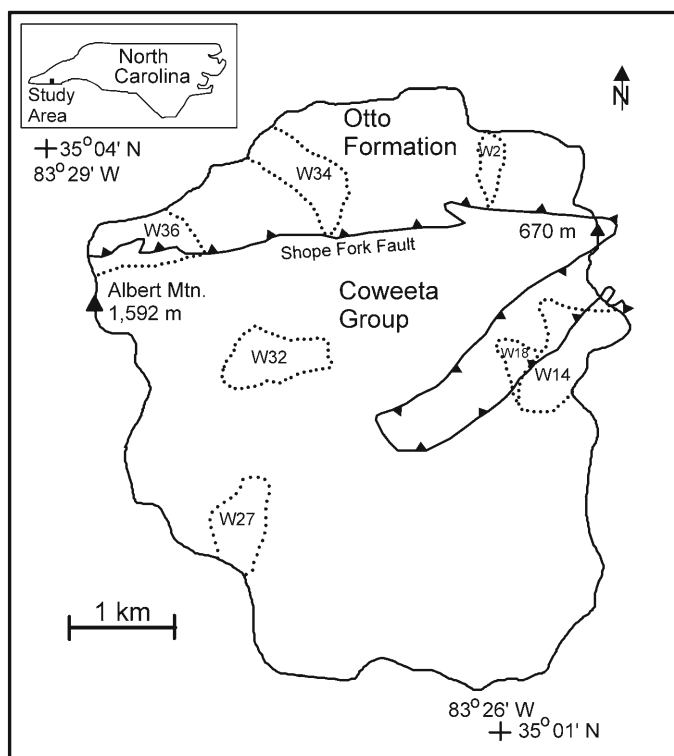 North
Carolina
Study
Area
35° 04' N
83° 29' W
N
Otto
Formation
W2
W34
W36
670 m
Shope Fork Fault
Albert Mtn.
1,592 m
Coweeta
Group
W32
W18
W14
W27
1 km
83° 26' W
35° 01' N